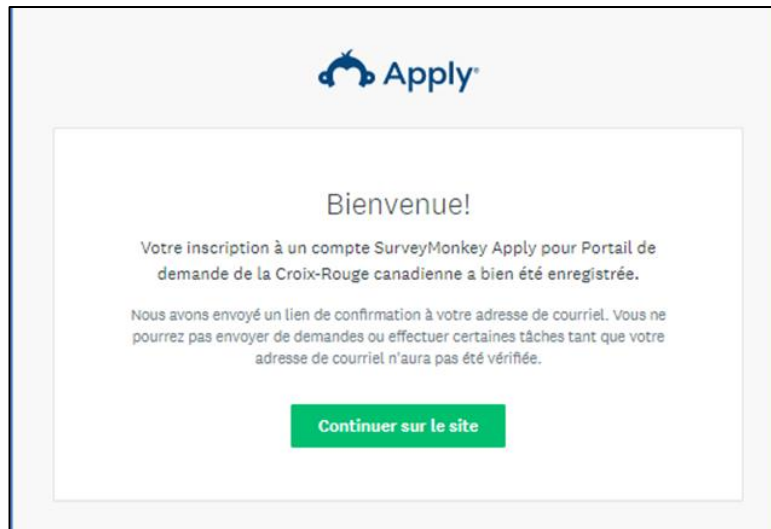 Apply
Bienvenue!
Votre inscription à un compte SurveyMonkey Apply pour Portail de
demande de la Croix-Rouge canadienne a bien été enregistrée.
Nous avons envoyé un lien de confirmation à votre adresse de courriel. Vous ne
pourrez pas envoyer de demandes ou effectuer certaines tâches tant que votre
adresse de courriel n'aura pas été vérifiée.
Continuer sur le site